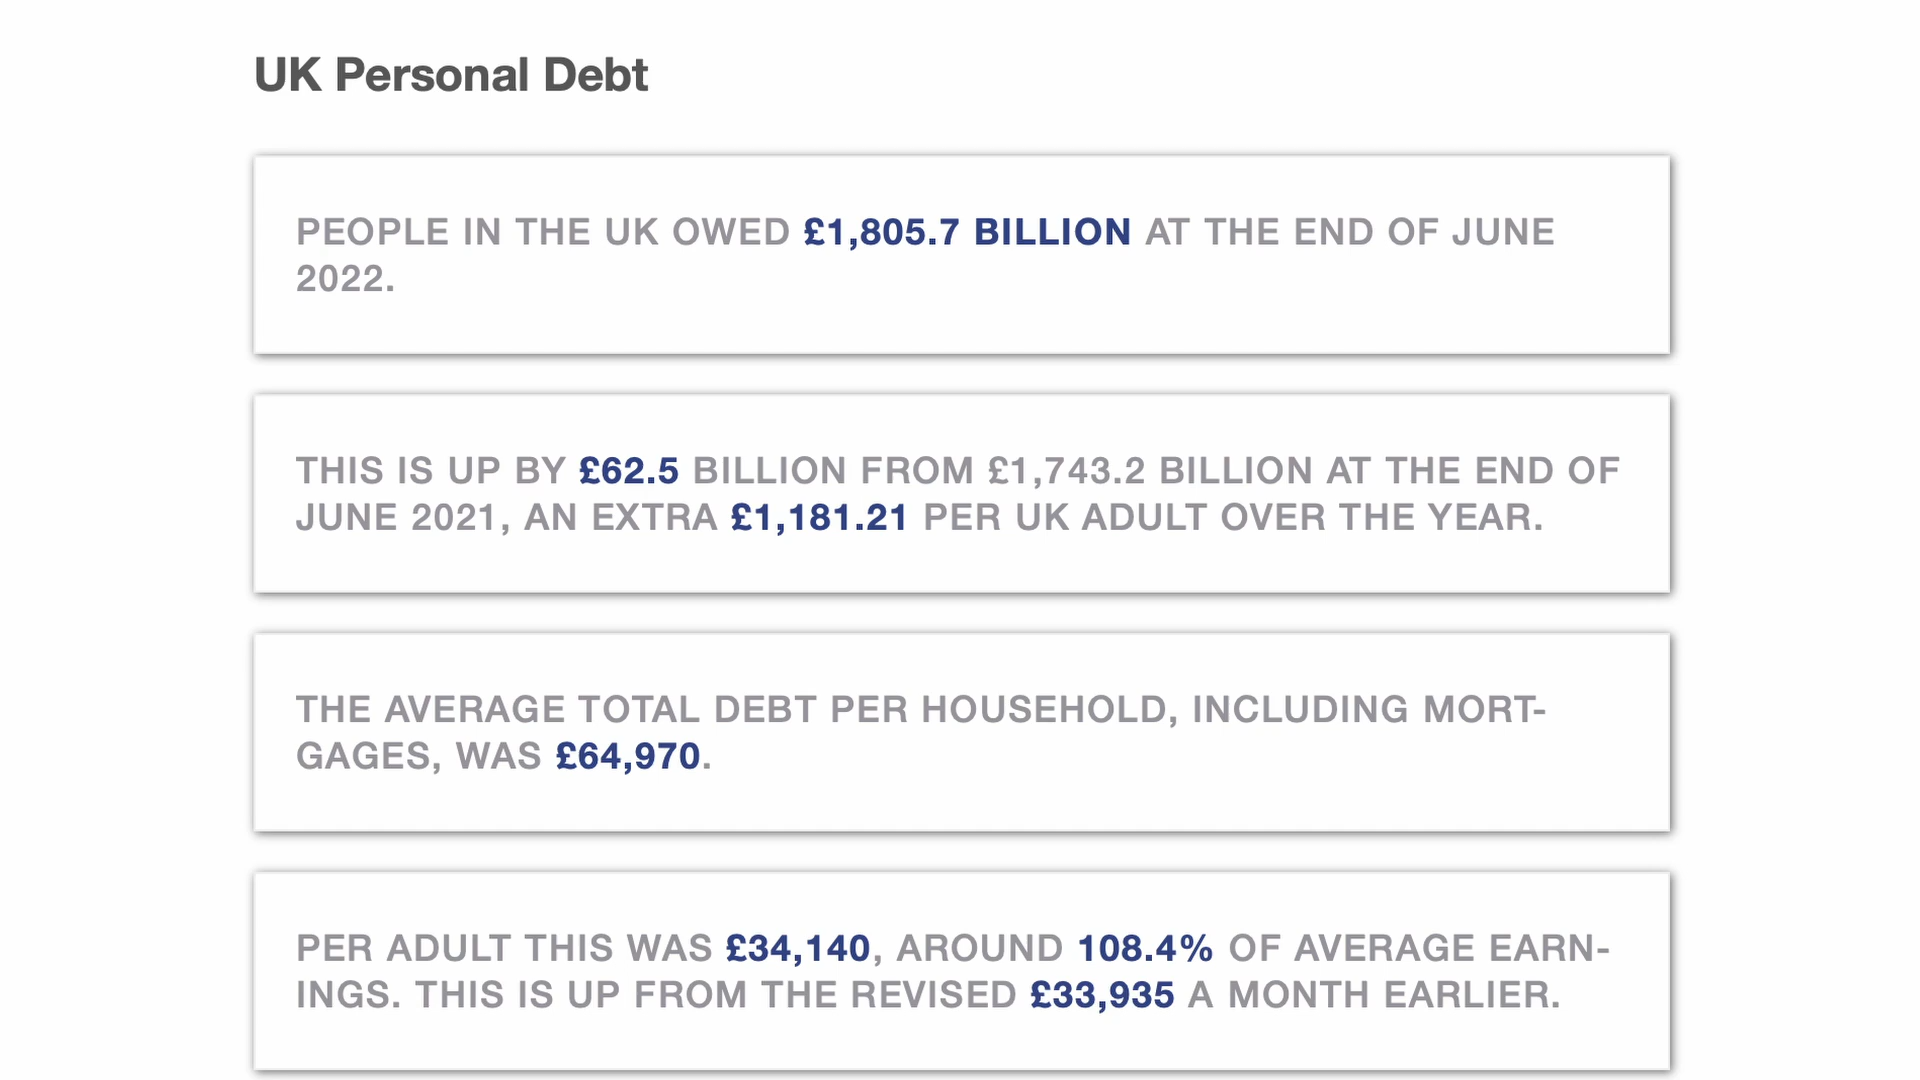 UK Personal Debt
PEOPLE IN THE UK OWED £1,805.7 BILLION AT THE END OF JUNE
2022.
THIS IS UP BY £62.5 BILLION FROM £1,743.2 BILLION AT THE END OF
JUNE 2021, AN EXTRA £1,181.21 PER UK ADULT OVER THE YEAR.
THE AVERAGE TOTAL DEBT PER HOUSEHOLD, INCLUDING MORT-
GAGES, WAS £64,970.
PER ADULT THIS WAS £34,140, AROUND 108.4% OF AVERAGE EARN-
INGS. THIS IS UP FROM THE REVISED £33,935 A MONTH EARLIER.